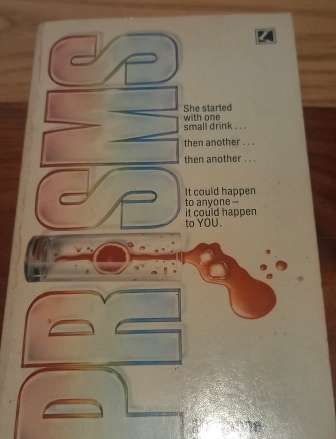 PRISMS
She started
with one
small drink . . .
then another . . .
then another . . .
It could happen
to anyone –
it could happen
to YOU.